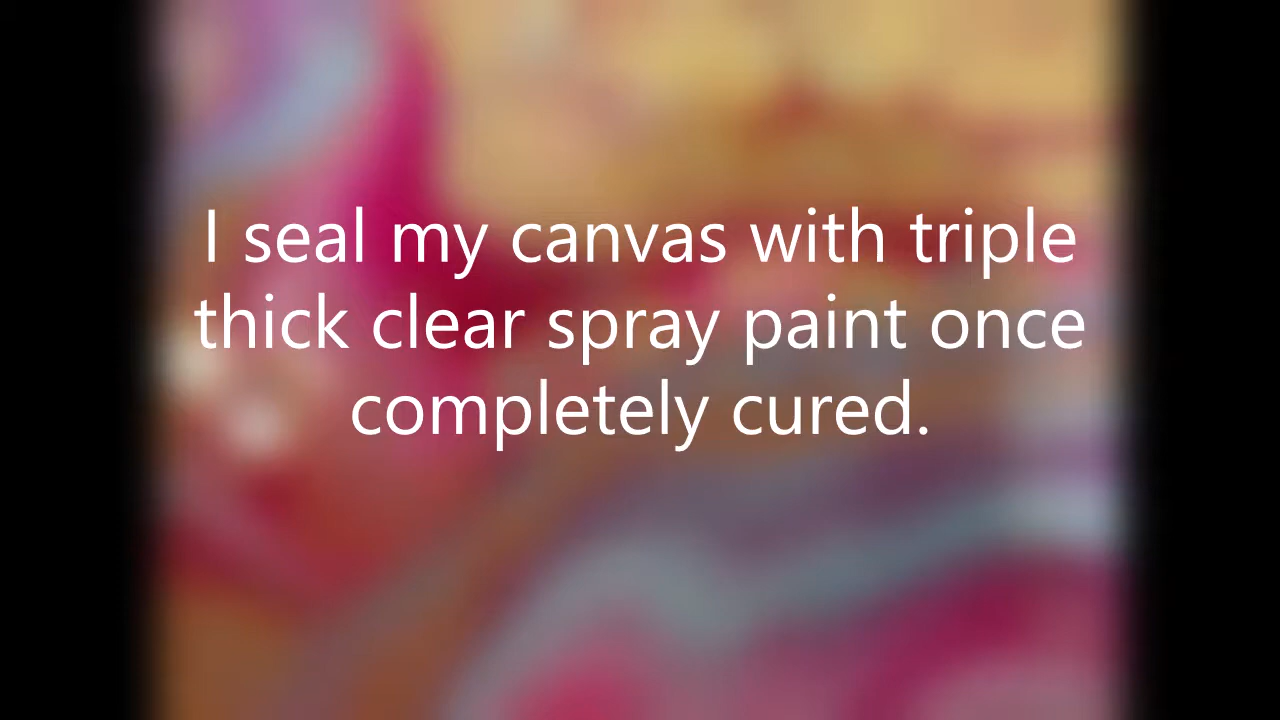 I seal my canvas with triple
thick clear spray paint once
completely cured.